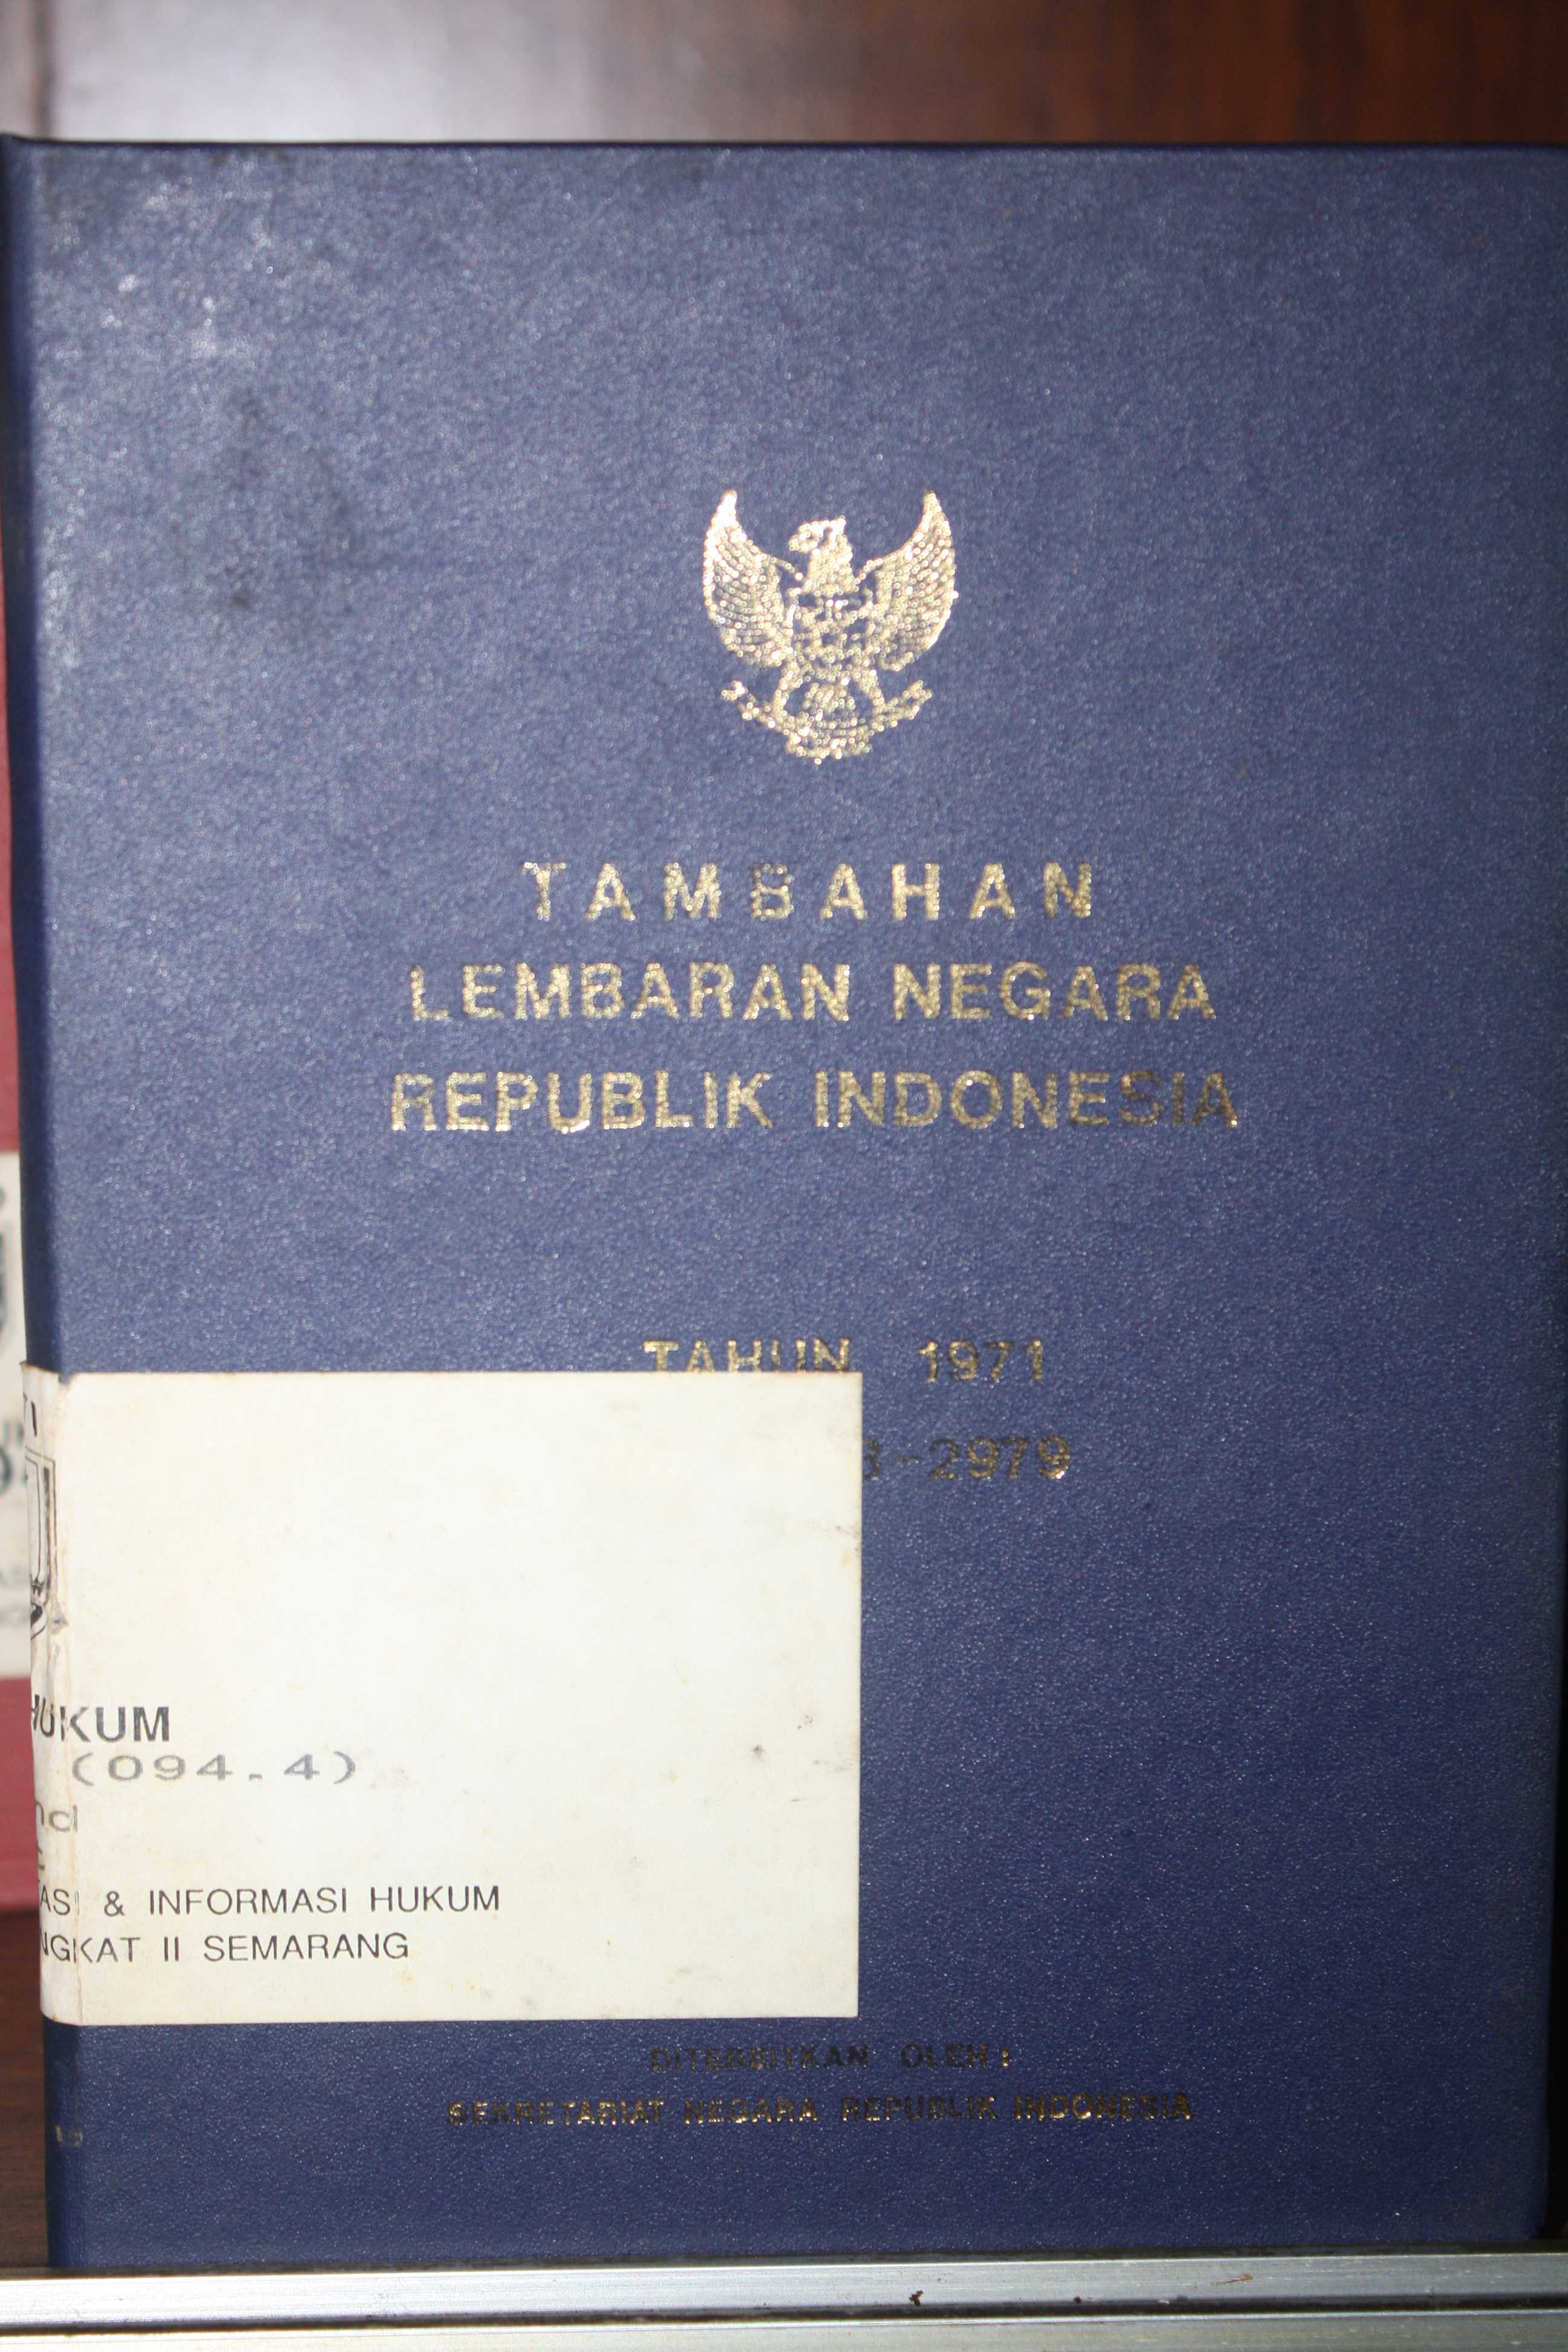 TAMBAHAN
LEMBARAN NEGARA
REPUBLIK INDONESIA
TAHUN 1971
-2979
HUKUM
(094.4)
& INFORMASI HUKUM
II SEMARANG
DITERBITKAN OLEH :
SEKRETARIAT NEGARA REPUBLIK INDONESIA